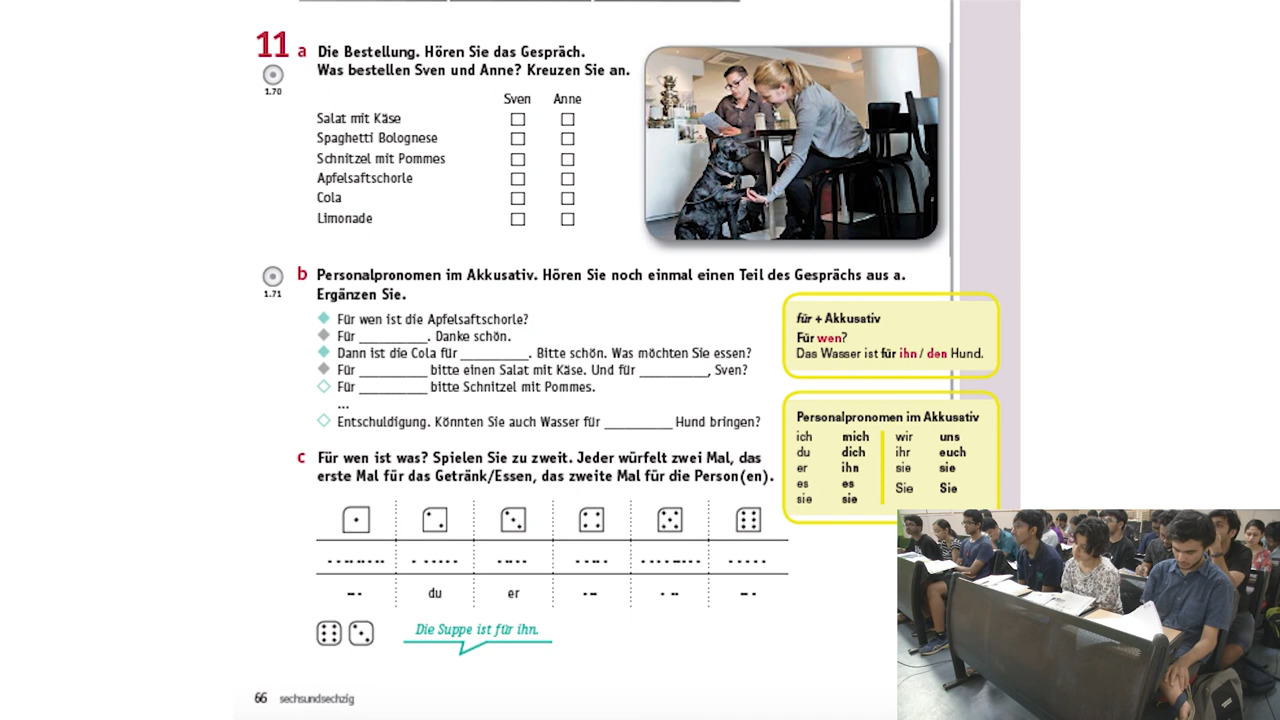 11 a Die Bestellung. Hören Sie das Gespräch.
Was bestellen Sven und Anne? Kreuzen Sie an.
1.70
Sven Anne
Salat mit Käse
Spaghetti Bolognese
Schnitzel mit Pommes
Apfelsaftschorle
Cola
Limonade
b Personalpronomen im Akkusativ. Hören Sie noch einmal einen Teil des Gesprächs aus a.
Ergänzen Sie.
1.71
Für wen ist die Apfelsaftschorle?
Für __________. Danke schön.
Dann ist die Cola für __________. Bitte schön. Was möchten Sie essen?
Für __________ bitte einen Salat mit Käse. Und für __________, Sven?
Für __________ bitte Schnitzel mit Pommes.
...
Entschuldigung. Könnten Sie auch Wasser für __________ Hund bringen?
für + Akkusativ
Für wen?
Das Wasser ist für ihn / den Hund.
Personalpronomen im Akkusativ
ich mich wir uns
du dich ihr euch
er ihn sie sie
es es Sie Sie
sie sie
c Für wen ist was? Spielen Sie zu zweit. Jeder würfelt zwei Mal, das
erste Mal für das Getränk/Essen, das zweite Mal für die Person(en).
du er
Die Suppe ist für ihn.
66 sechsundsechzig